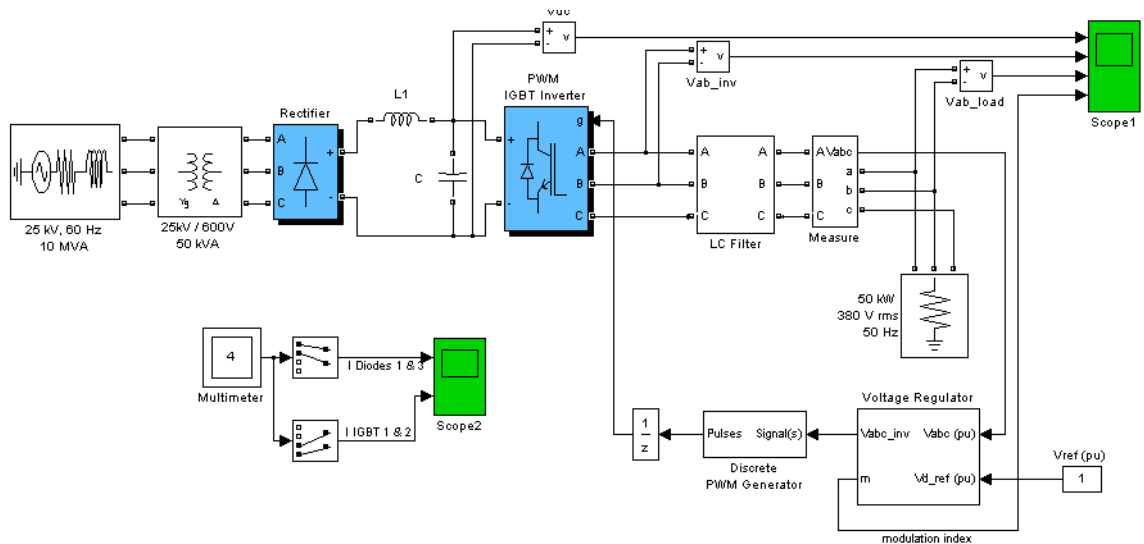 Vdc
+
-
v
+
-
v
Vab_inv
+
-
v
Vab_load
Scope1
PWM
IGBT Inverter
L1
Rectifier
A
B
C
+
-
C
+
-
g
A
B
C
A
B
C
A
B
C
LC Filter
A
B
C
Vabc
a
b
c
Measure
Yg
Δ
25 kV, 60 Hz
10 MVA
25kV / 600V
50 kVA
50 kW
380 V rms
50 Hz
4
Multimeter
I Diodes 1 & 3
I IGBT 1 & 2
Scope2
1
z
Pulses
Signal(s)
Discrete
PWM Generator
Voltage Regulator
Vabc_inv
Vabc (pu)
m
Vd_ref (pu)
Vref (pu)
1
modulation index